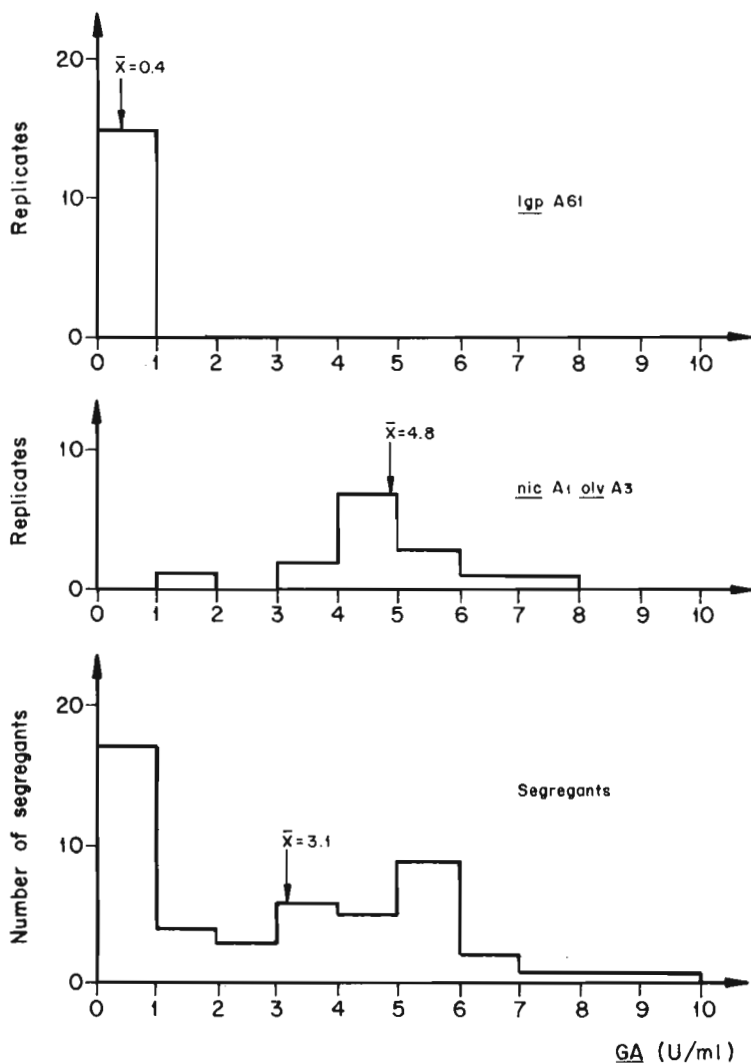 20
x̄=0.4
Replicates
10
lgp A61
0
0 1 2 3 4 5 6 7 8 9 10
x̄=4.8
Replicates
10
nic A1 olv A3
0
0 1 2 3 4 5 6 7 8 9 10
20
Number of segregants
Segregants
10
x̄=3.1
0
0 1 2 3 4 5 6 7 8 9 10
GA (U/ml)